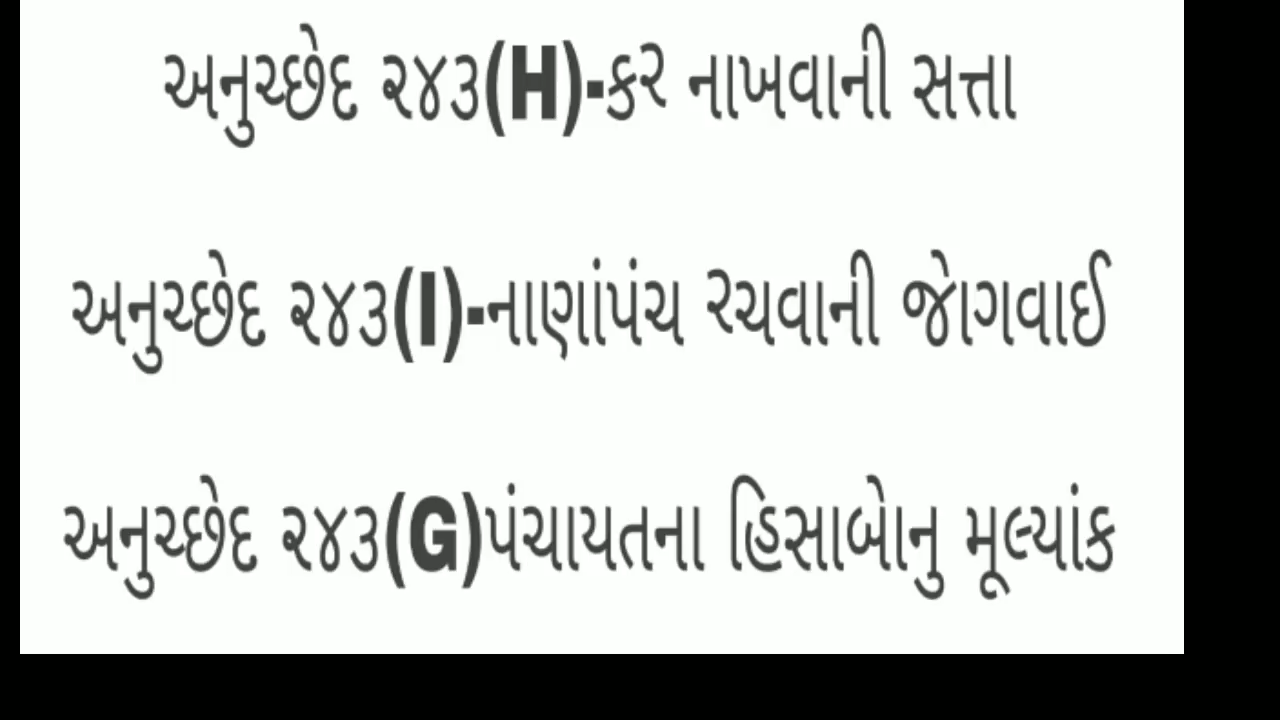 અનુચ્છેદ ૨૪૩(H)-કર નાખવાની સત્તા
અનુચ્છેદ ૨૪૩(I)-નાણાંપંચ રચવાની જોગવાઈ
અનુચ્છેદ ૨૪૩(G)પંચાયતના હિસાબોનુ મૂલ્યાંક